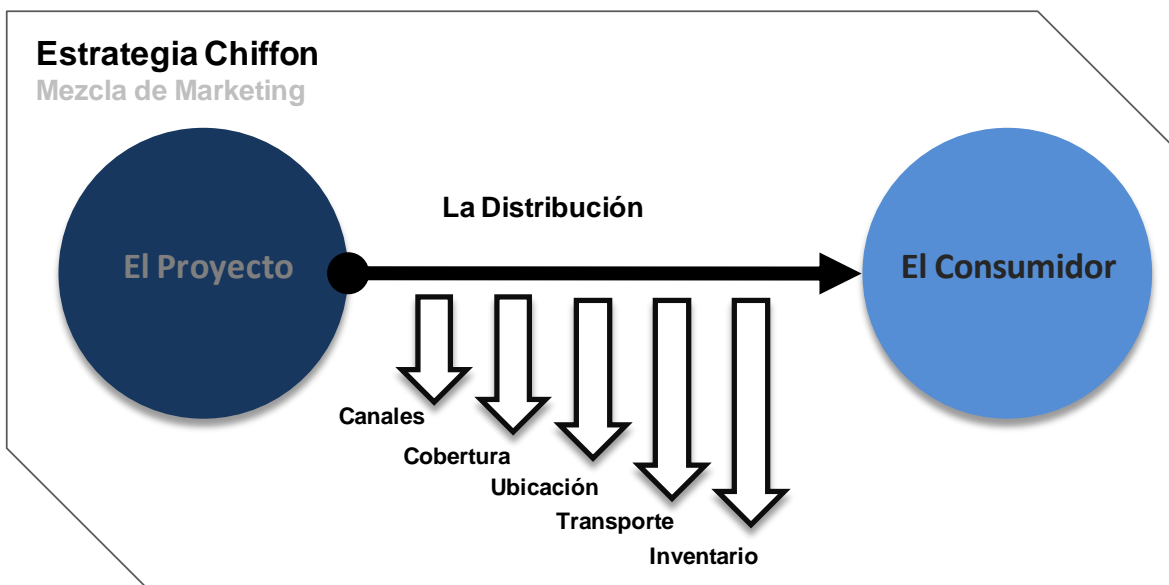 Estrategia Chiffon
Mezcla de Marketing
La Distribución
El Proyecto
El Consumidor
Canales
Cobertura
Ubicación
Transporte
Inventario